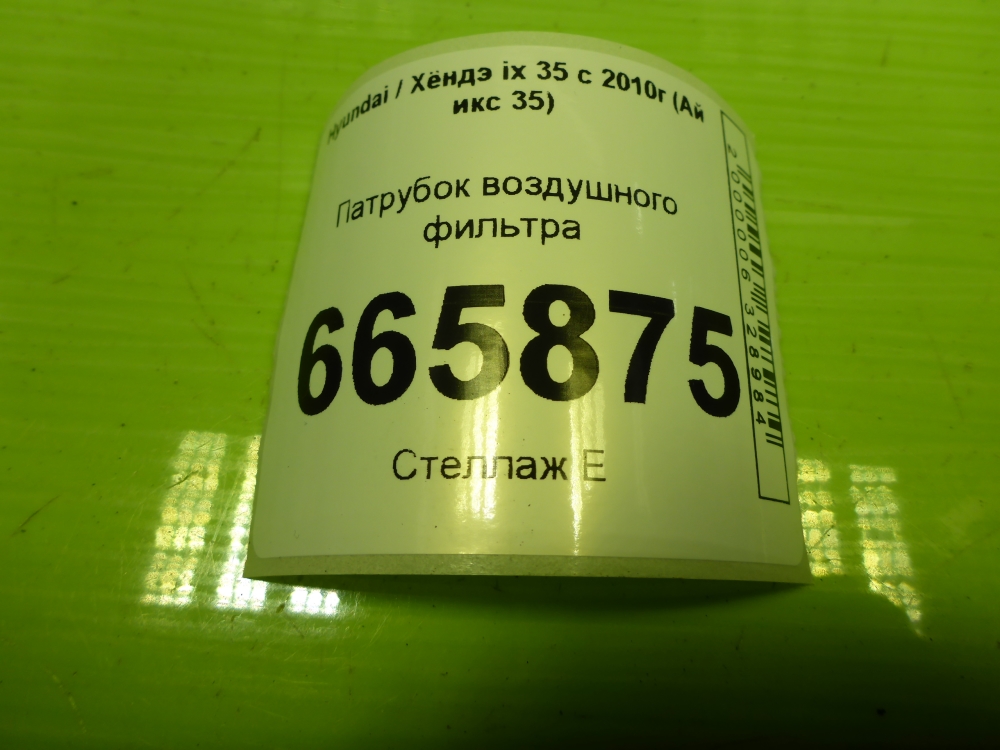 Hyundai / Хёндэ ix 35 с 2010г (Ай
икс 35)
Патрубок воздушного
фильтра
665875
Стеллаж Е
2000006328984